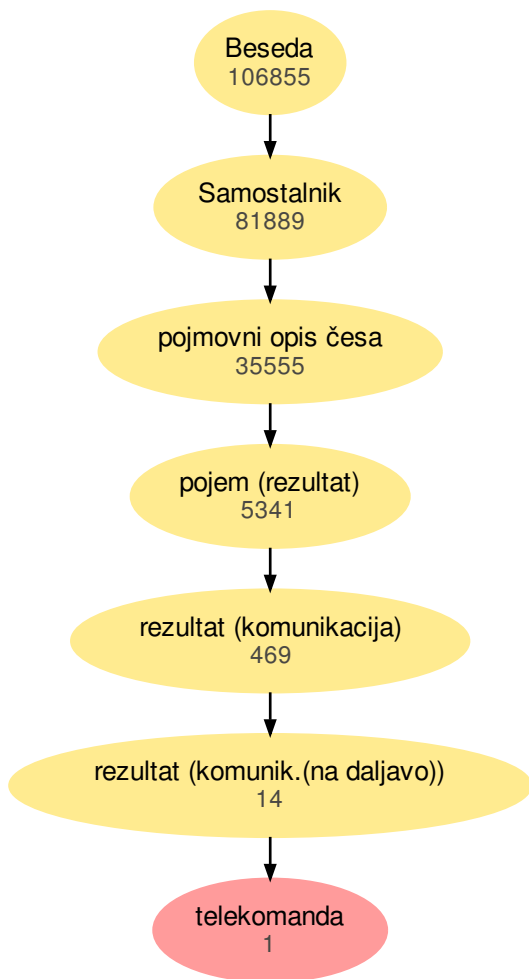 Beseda
106855
Samostalnik
81889
pojmovni opis česa
35555
pojem (rezultat)
5341
rezultat (komunikacija)
469
rezultat (komunik.(na daljavo))
14
telekomanda
1